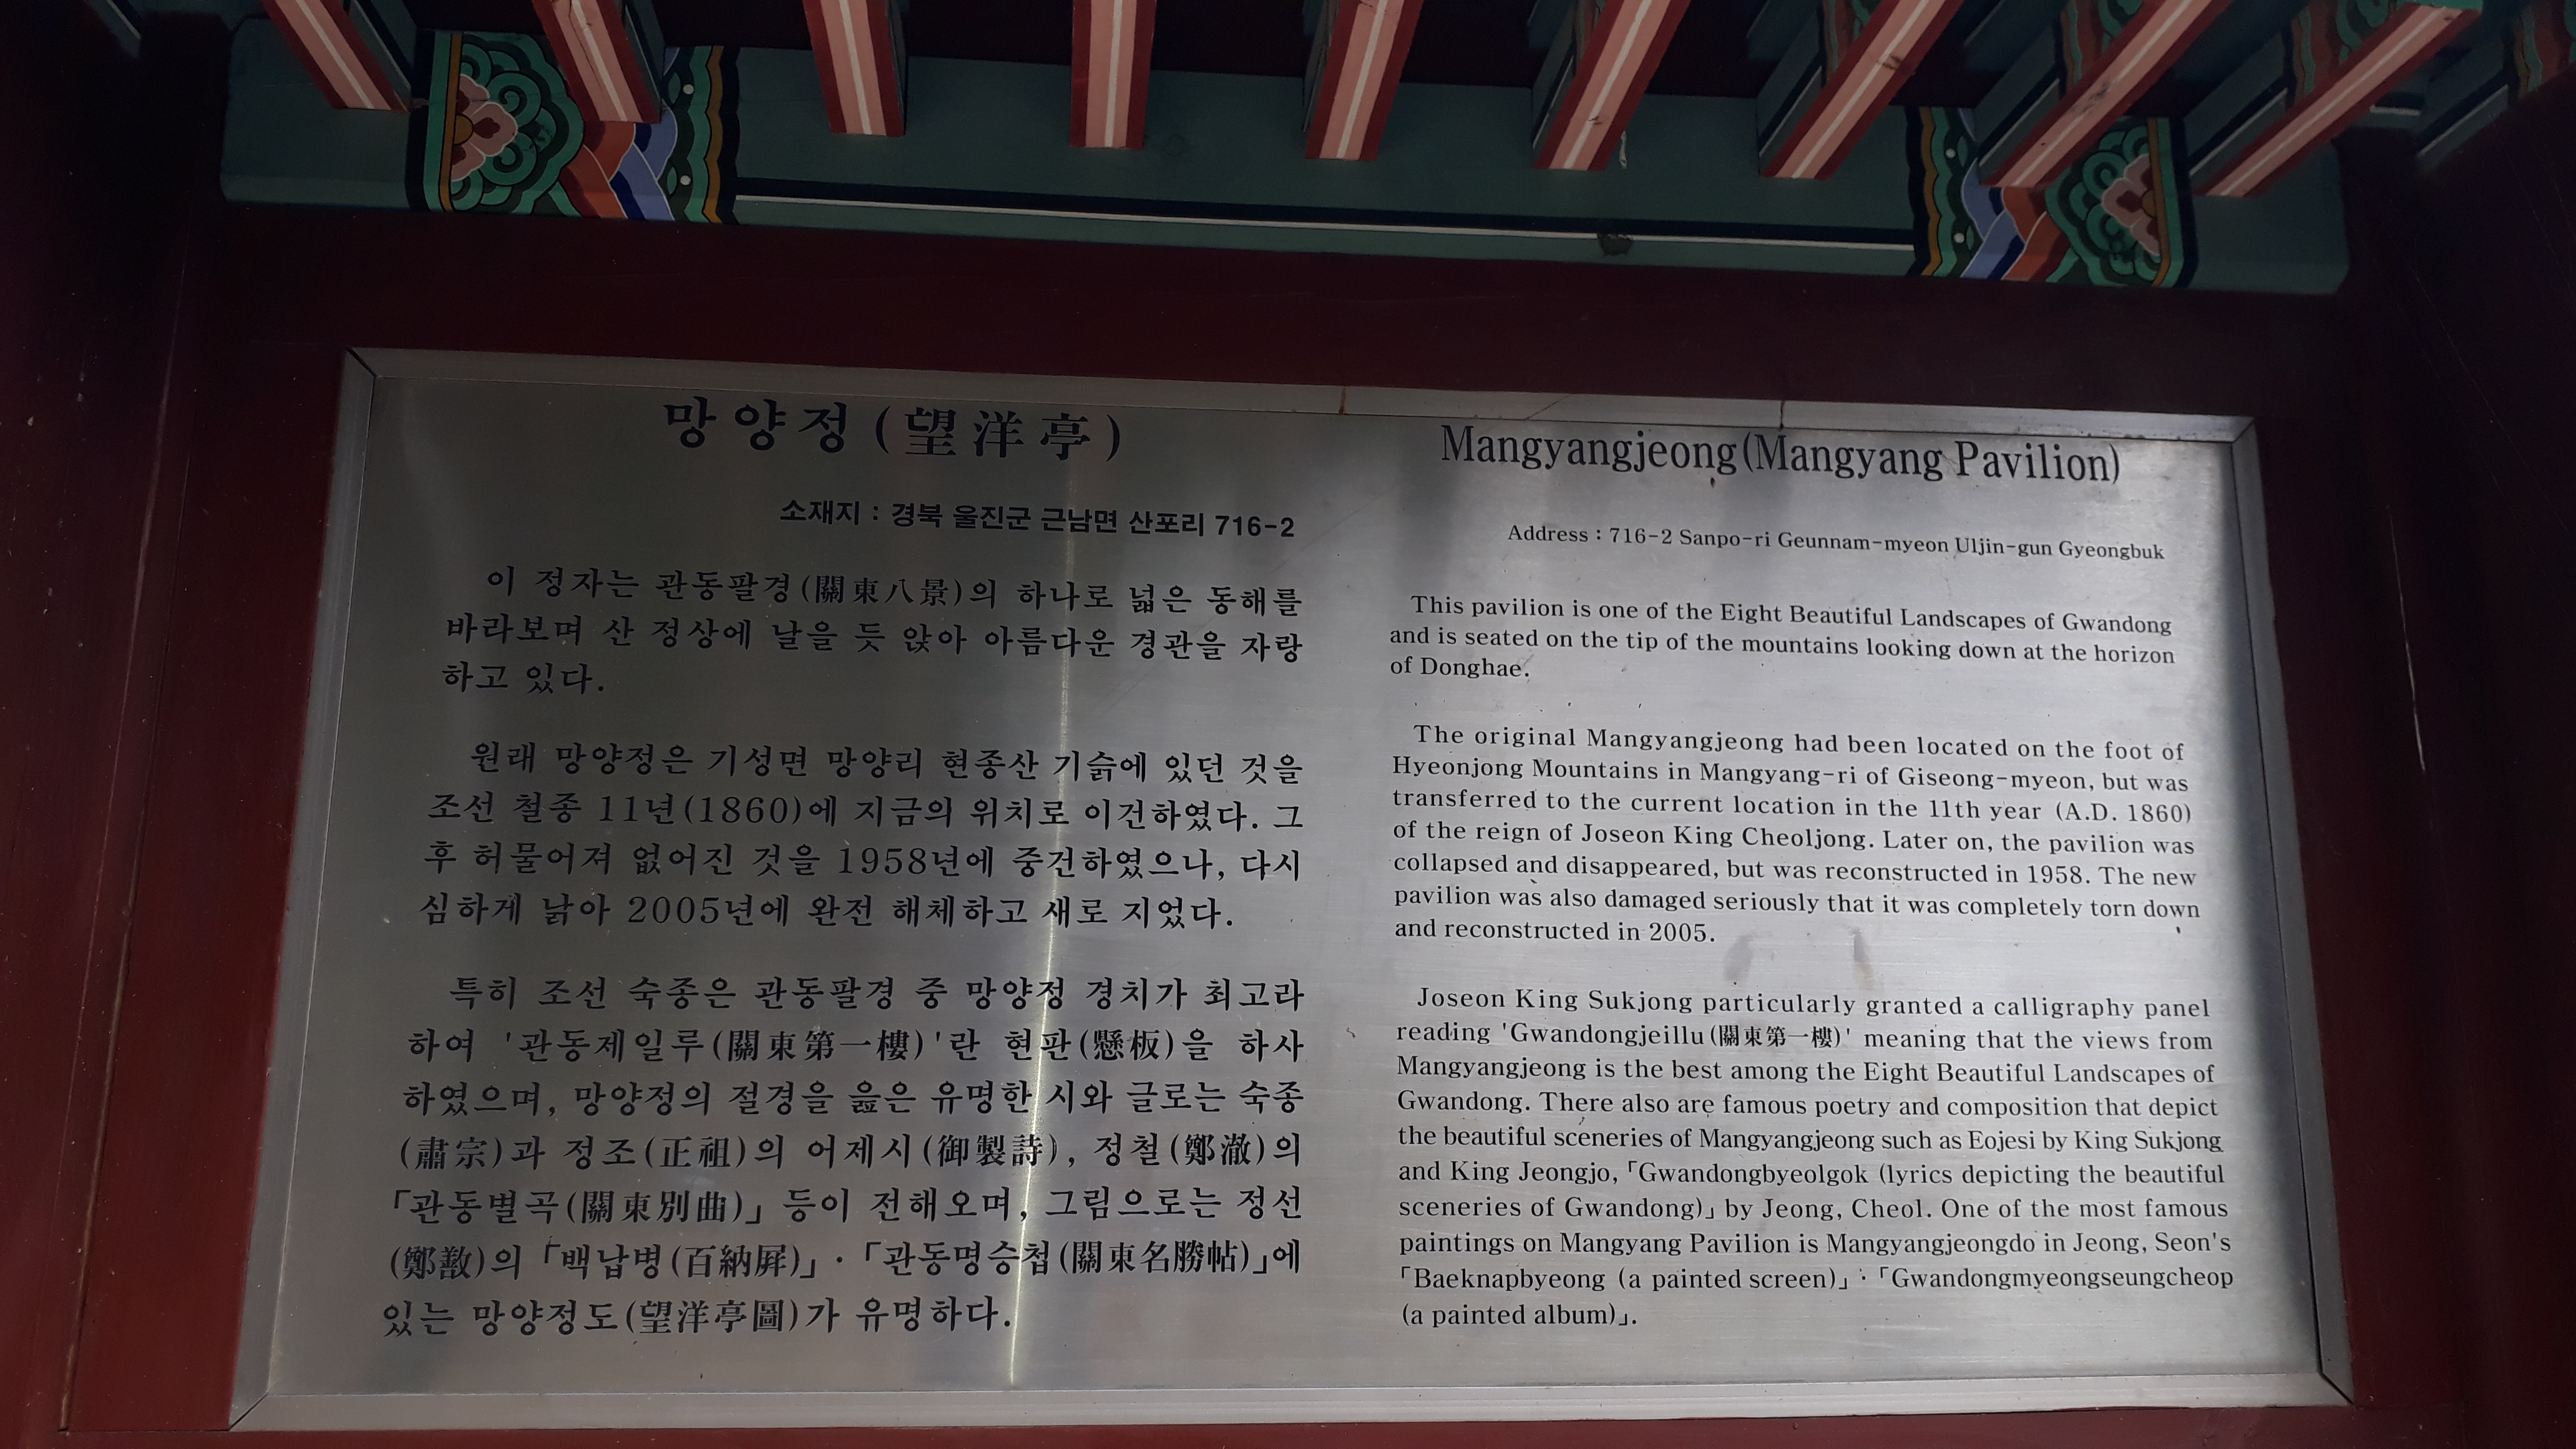 망양정(望洋亭)
소재지 : 경북 울진군 근남면 산포리 716-2
이 정자는 관동팔경(關東八景)의 하나로 넓은 동해를
바라보며 산 정상에 날을 듯 앉아 아름다운 경관을 자랑
하고 있다.
원래 망양정은 기성면 망양리 현종산 기슭에 있던 것을
조선 철종 11년(1860)에 지금의 위치로 이건하였다. 그
후 허물어져 없어진 것을 1958년에 중건하였으나, 다시
심하게 낡아 2005년에 완전 해체하고 새로 지었다.
특히 조선 숙종은 관동팔경 중 망양정 경치가 최고라
하여 '관동제일루(關東第一樓)'란 현판(懸板)을 하사
하였으며, 망양정의 절경을 읊은 유명한 시와 글로는 숙종
(肅宗)과 정조(正祖)의 어제시(御製詩), 정철(鄭澈)의
「관동별곡(關東別曲)」 등이 전해오며, 그림으로는 정선
(鄭敾)의 「백납병(百納屛)」·「관동명승첩(關東名勝帖)」에
있는 망양정도(望洋亭圖)가 유명하다.
Mangyangjeong(Mangyang Pavilion)
Address : 716-2 Sanpo-ri Geunnam-myeon Uljin-gun Gyeongbuk
This pavilion is one of the Eight Beautiful Landscapes of Gwandong
and is seated on the tip of the mountains looking down at the horizon
of Donghae.
The original Mangyangjeong had been located on the foot of
Hyeonjong Mountains in Mangyang-ri of Giseong-myeon, but was
transferred to the current location in the 11th year (A.D. 1860)
of the reign of Joseon King Cheoljong. Later on, the pavilion was
collapsed and disappeared, but was reconstructed in 1958. The new
pavilion was also damaged seriously that it was completely torn down
and reconstructed in 2005.
Joseon King Sukjong particularly granted a calligraphy panel
reading 'Gwandongjeillu(關東第一樓)' meaning that the views from
Mangyangjeong is the best among the Eight Beautiful Landscapes of
Gwandong. There also are famous poetry and composition that depict
the beautiful sceneries of Mangyangjeong such as Eojesi by King Sukjong
and King Jeongjo, 「Gwandongbyeolgok (lyrics depicting the beautiful
sceneries of Gwandong)」 by Jeong, Cheol. One of the most famous
paintings on Mangyang Pavilion is Mangyangjeongdo in Jeong, Seon's
「Baeknapbyeong (a painted screen)」·「Gwandongmyeongseungcheop
(a painted album)」.